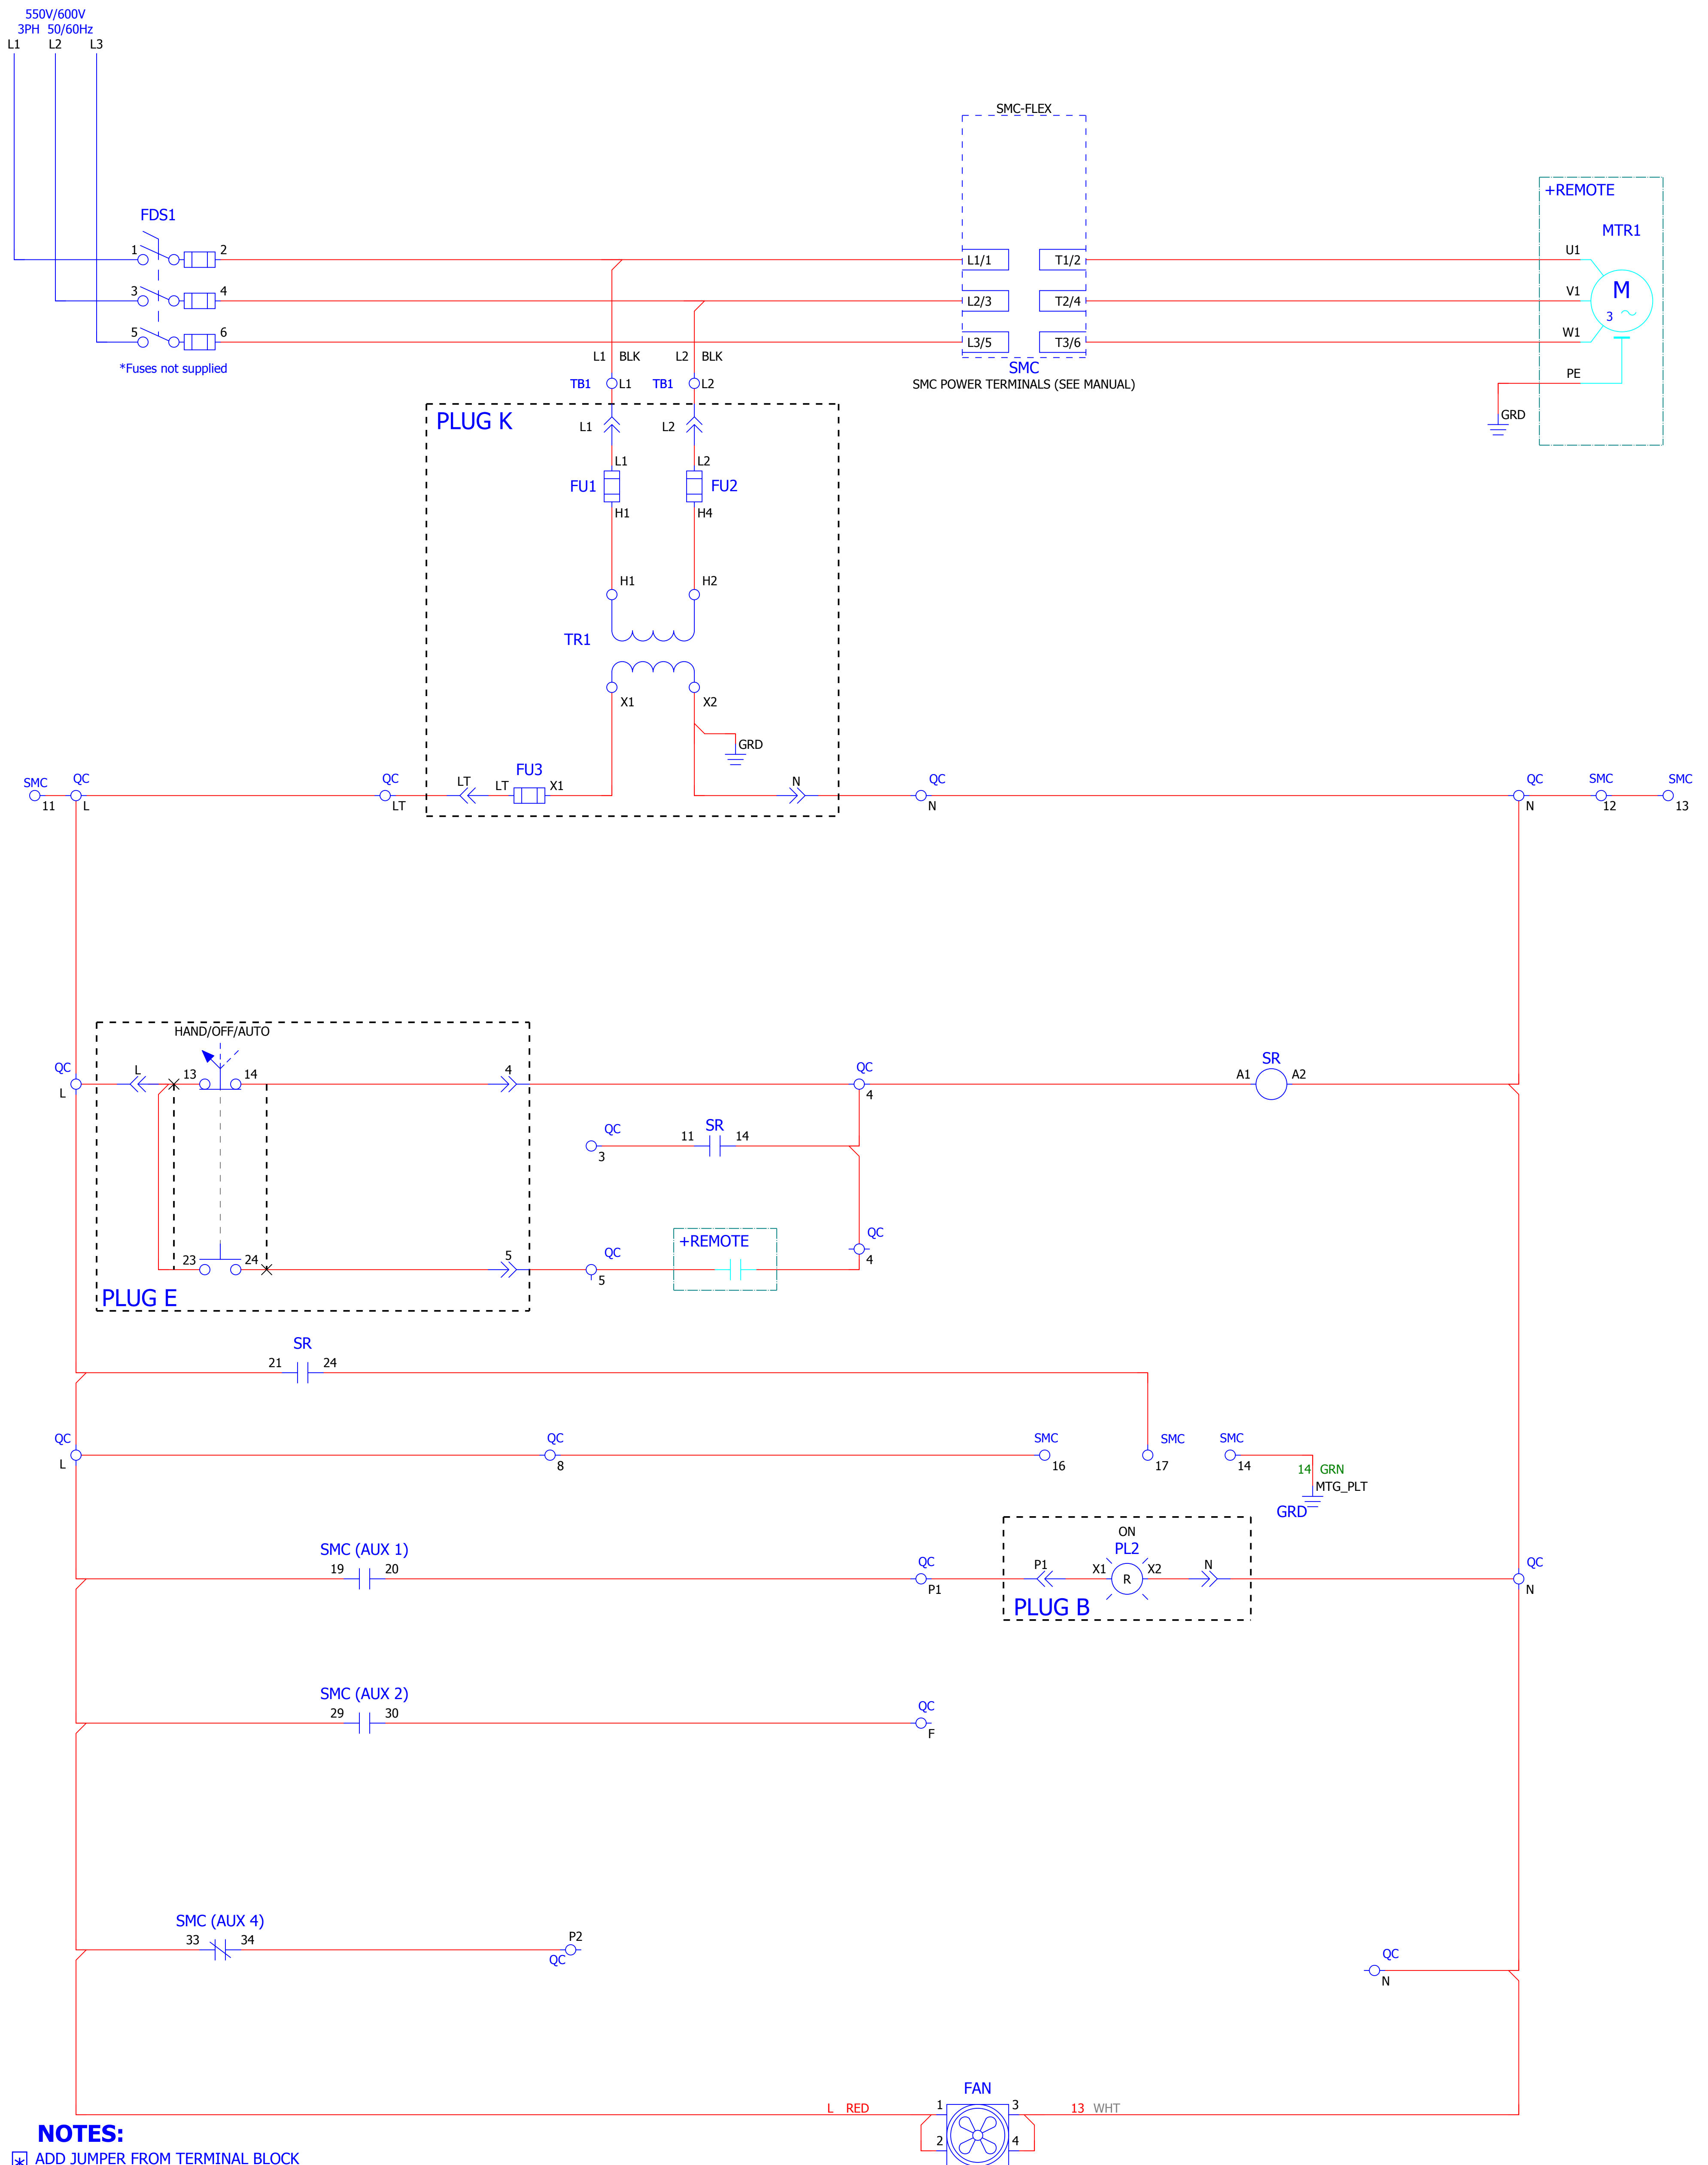 550V/600V
3PH 50/60Hz
L1 L2 L3
SMC-FLEX
+REMOTE
FDS1
MTR1
1 2 L1/1 T1/2 U1
3 4 L2/3 T2/4 V1
M
3
5 6 L3/5 T3/6 W1
*Fuses not supplied
L1 BLK L2 BLK
SMC
SMC POWER TERMINALS (SEE MANUAL)
PE
TB1 L1 TB1 L2
GRD
PLUG K
L1 L2
L1 L2
FU1 FU2
H1 H4
H1 H2
TR1
X1 X2
GRD
FU3
SMC QC QC LT LT X1 N QC QC SMC SMC
11 L LT N N 12 13
HAND/OFF/AUTO
QC L 13 14 4 QC SR
L 4 A1 A2
QC 11 SR 14
3
+REMOTE
23 24 5 QC QC
5 4
PLUG E
SR
21 24
QC QC SMC SMC SMC
L 8 16 17 14
14 GRN
MTG_PLT
GRD
ON
PL2
SMC (AUX 1)
19 20 QC P1 X1 R X2 N QC
P1 N
PLUG B
SMC (AUX 2)
29 30 QC
F
SMC (AUX 4)
33 34 P2
QC
QC
N
FAN
L RED 1 3 13 WHT
2 4
NOTES:
* ADD JUMPER FROM TERMINAL BLOCK